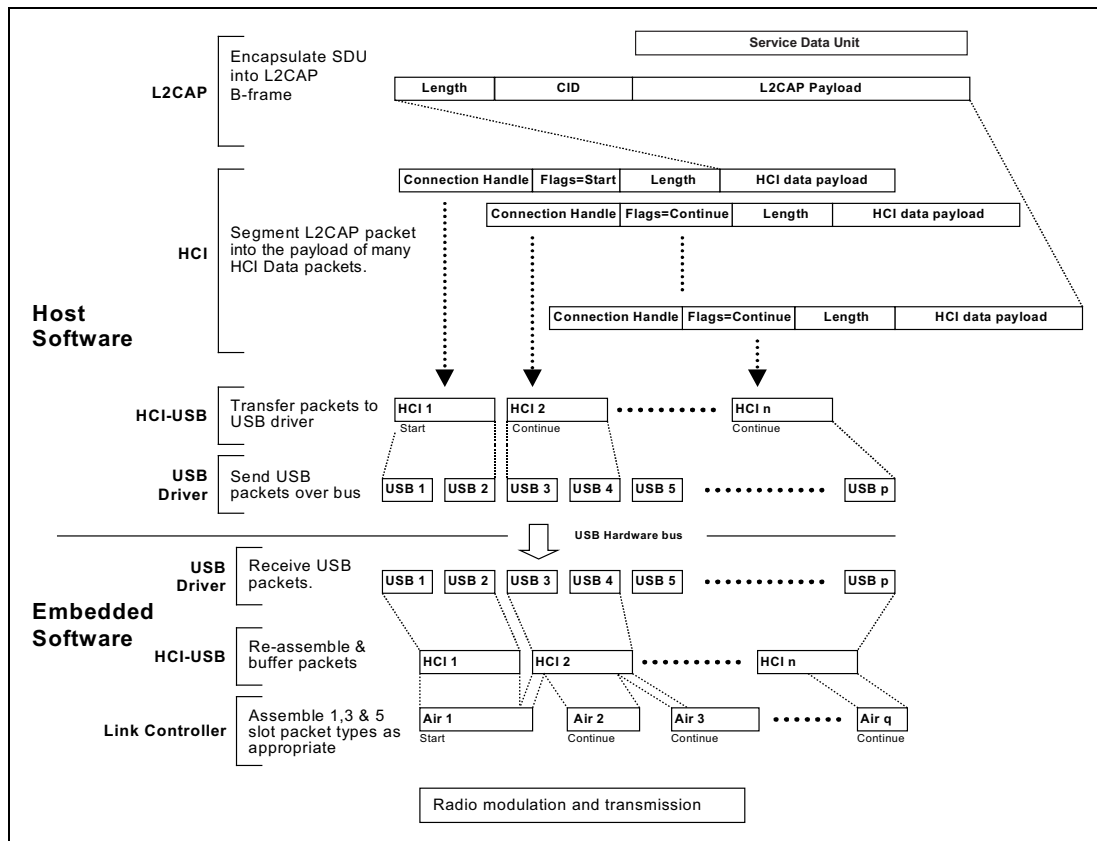 Service Data Unit
L2CAP
Encapsulate SDU
into L2CAP
B-frame
Length CID L2CAP Payload
Connection Handle Flags=Start Length HCI data payload
Connection Handle Flags=Continue Length HCI data payload
HCI
Segment L2CAP packet
into the payload of many
HCI Data packets.
Connection Handle Flags=Continue Length HCI data payload
Host
Software
HCI-USB
Transfer packets to
USB driver
HCI 1 HCI 2 HCI n
Start Continue Continue
USB
Driver
Send USB
packets over bus
USB 1 USB 2 USB 3 USB 4 USB 5 USB p
USB Hardware bus
USB
Driver
Receive USB
packets.
USB 1 USB 2 USB 3 USB 4 USB 5 USB p
Embedded
Software
HCI-USB
Re-assemble &
buffer packets
HCI 1 HCI 2 HCI n
Link Controller
Assemble 1,3 & 5
slot packet types as
appropriate
Air 1 Air 2 Air 3 Air q
Start Continue Continue Continue
Radio modulation and transmission